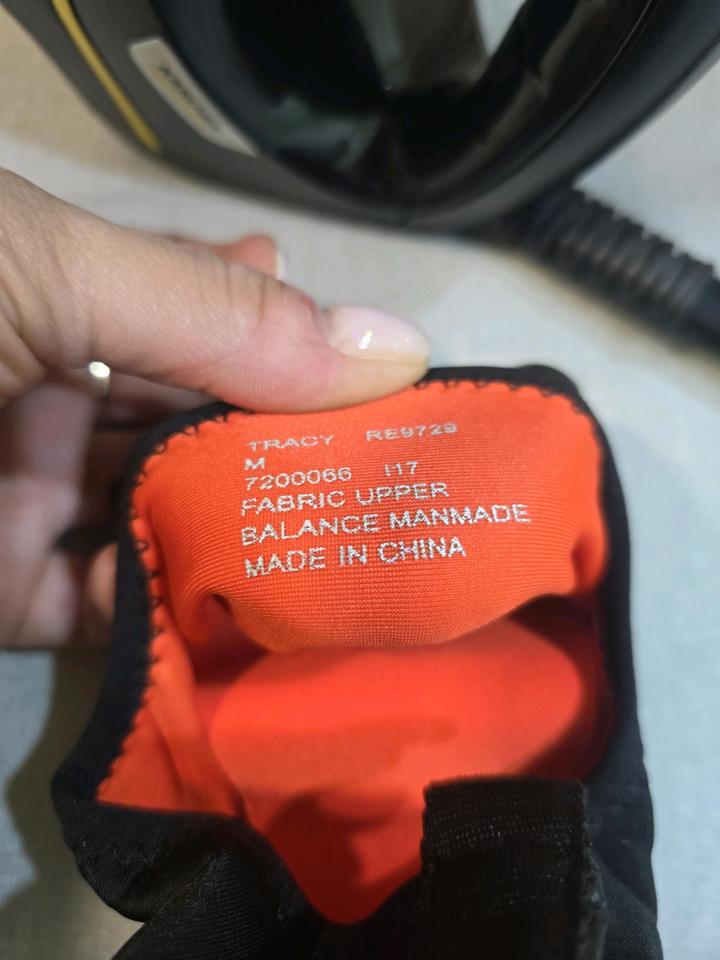 TRACY RE9729
M
7200066 I17
FABRIC UPPER
BALANCE MANMADE
MADE IN CHINA